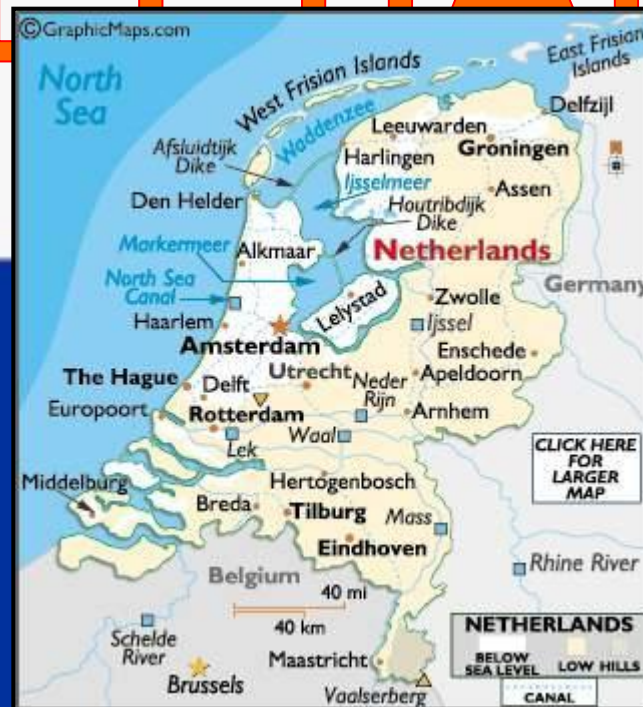 ©GraphicMaps.com
North
Sea
East Frisian
Islands
West Frisian Islands
Waddenzee
Delfzijl
Leeuwarden
Groningen
Afsluidtijk
Dike
Harlingen
Ijsselmeer
Assen
Den Helder
Houtribdijk
Dike
Markermeer
Alkmaar
Netherlands
North Sea
Canal
Germany
Lelystad
Zwolle
Haarlem
Ijssel
Amsterdam
Enschede
The Hague
Delft
Utrecht
Neder
Rijn
Apeldoorn
Europoort
Rotterdam
Arnhem
Lek
Waal
CLICK HERE
FOR
LARGER
MAP
Middelburg
Hertogenbosch
Breda
Tilburg
Mass
Eindhoven
Rhine River
Belgium
40 mi
40 km
Schelde
River
Brussels
Maastricht
Vaalserberg
NETHERLANDS
BELOW
SEA LEVEL
LOW HILLS
CANAL